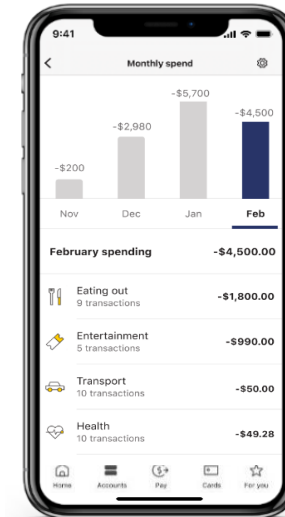 9:41
Monthly spend
-$5,700
-$4,500
-$2,980
-$200
Nov Dec Jan Feb
February spending -$4,500.00
Eating out
9 transactions -$1,800.00
Entertainment
5 transactions -$990.00
Transport
10 transactions -$50.00
Health
10 transactions -$49.28
Home Accounts Pay Cards For you